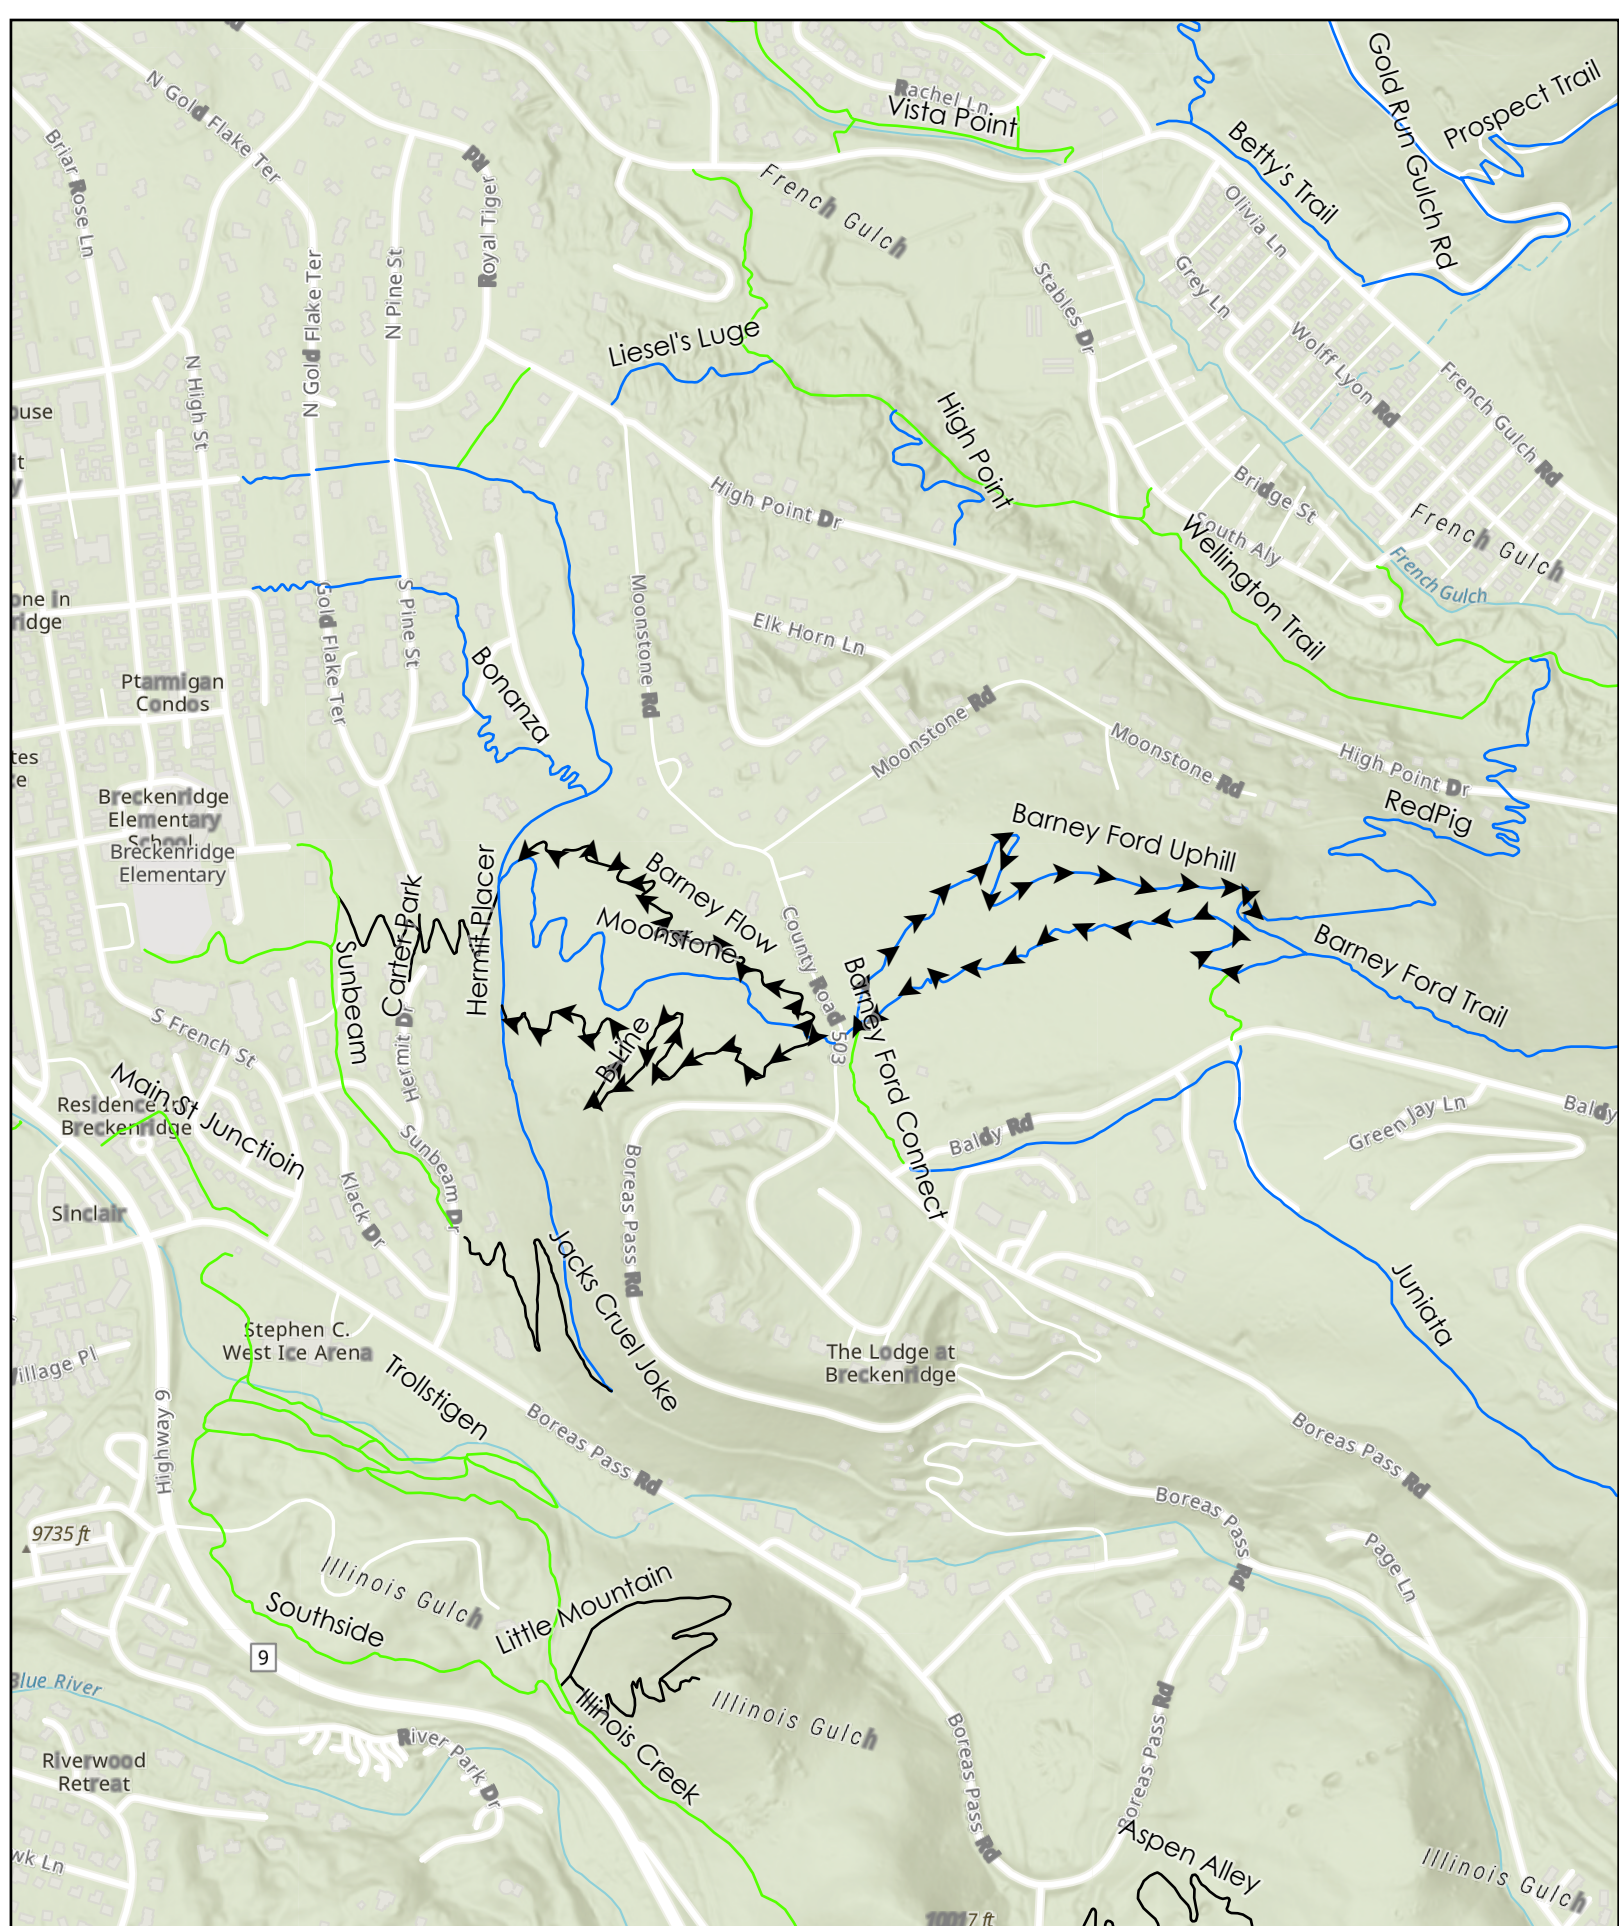 N Gold Flake Ter
Rachel Ln
Vista Point
Gold Run Gulch Rd
Prospect Trail
Betty's Trail
Briar Rose Ln
Rd
Royal Tiger
French Gulch
Olivia Ln
Grey Ln
Stables Dr
N Gold Flake Ter
N Pine St
Liesel's Luge
Wolff Lyon Rd
French Gulch Rd
N High St
High Point
High Point Dr
Bridge St
South Aly
French Gulch
French Gulch
Wellington Trail
Gold Flake Ter
S Pine St
Moonstone Rd
Elk Horn Ln
Bonanza
Ptarmigan
Condos
Moonstone Rd
Moonstone Rd
High Point Dr
RedPig
Breckenridge
Elementary
School
Breckenridge
Elementary
Barney Ford Uphill
Carter Park
Hermit Placer
Barney Flow
Moonstone
County Road 503
Barney Ford Trail
Barney Ford Connect
Sunbeam
Hermit Dr
B-Line
S French St
Main St Junctioin
Residence Inn
Breckenridge
Sunbeam Dr
Klack Dr
Sinclair
Baldy Rd
Green Jay Ln
Baldy
Boreas Pass Rd
Jacks Cruel Joke
Juniata
Stephen C.
West Ice Arena
The Lodge at
Breckenridge
Village Pl
Highway 9
Trollstigen
Boreas Pass Rd
Boreas Pass Rd
Boreas Pass Rd
Page Ln
9735 ft
Illinois Gulch
Southside
Little Mountain
9
Blue River
Illinois Creek
Illinois Gulch
River Park Dr
Riverwood
Retreat
Boreas Pass Rd
Boreas Pass Rd
Aspen Alley
Illinois Gulch
wk Ln
10017 ft